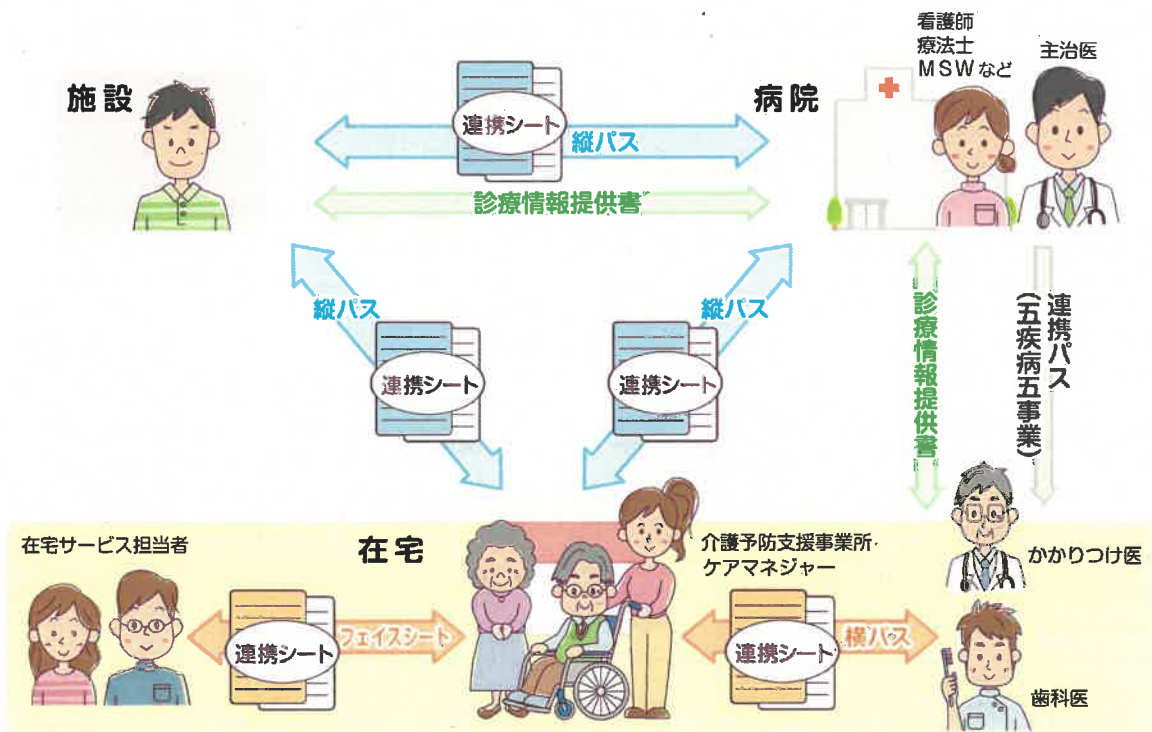 看護師
療法士
MSWなど
主治医
施設
病院
連携シート
縦パス
診療情報提供書
縦パス
縦パス
連携シート
連携シート
診療情報提供書
連携パス
(五疾病五事業)
在宅サービス担当者
在宅
介護予防支援事業所・
ケアマネジャー
かかりつけ医
連携シート
フェイスシート
連携シート
横パス
歯科医